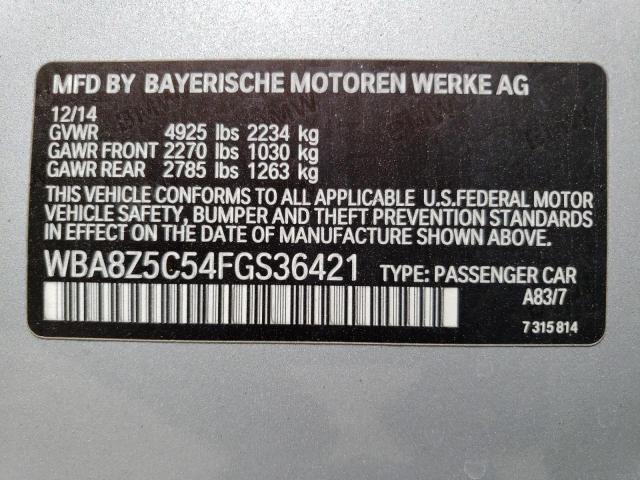 MFD BY BAYERISCHE MOTOREN WERKE AG
12/14
GVWR 4925 lbs 2234 kg
GAWR FRONT 2270 lbs 1030 kg
GAWR REAR 2785 lbs 1263 kg
THIS VEHICLE CONFORMS TO ALL APPLICABLE U.S.FEDERAL MOTOR
VEHICLE SAFETY, BUMPER AND THEFT PREVENTION STANDARDS
IN EFFECT ON THE DATE OF MANUFACTURE SHOWN ABOVE.
WBA8Z5C54FGS36421 TYPE: PASSENGER CAR
A83/7
7 315 814